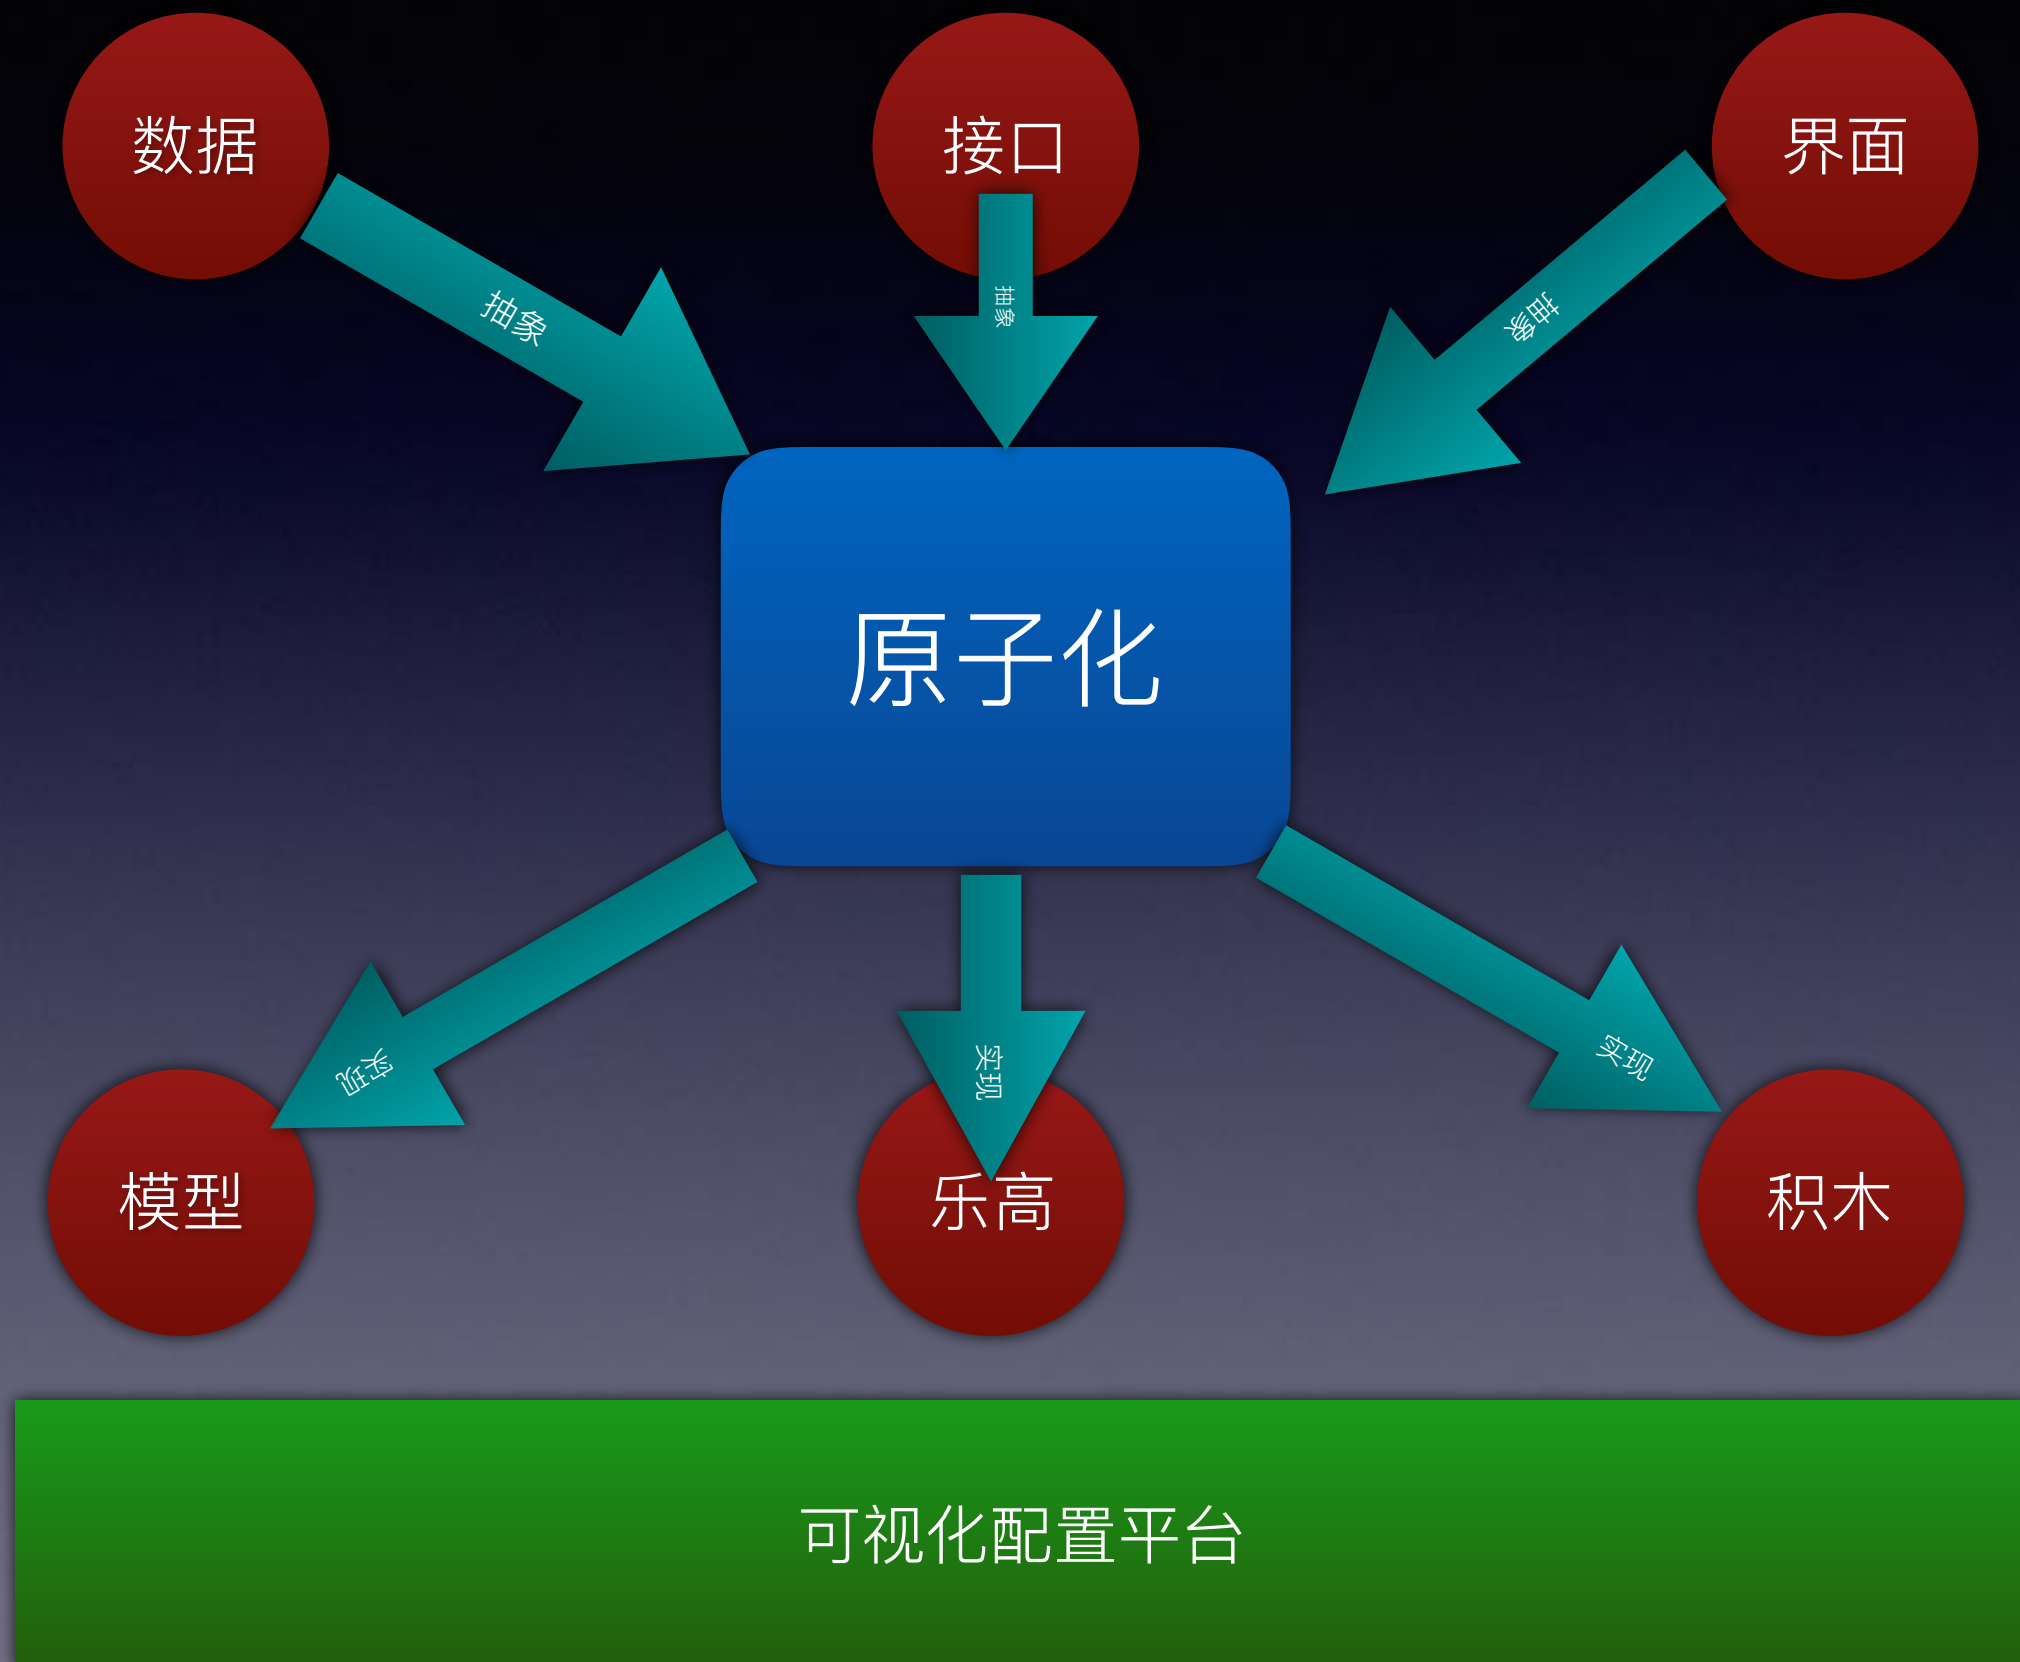 数据
接口
界面
抽象
抽象
抽象
原子化
实现
实现
实现
模型
乐高
积木
可视化配置平台